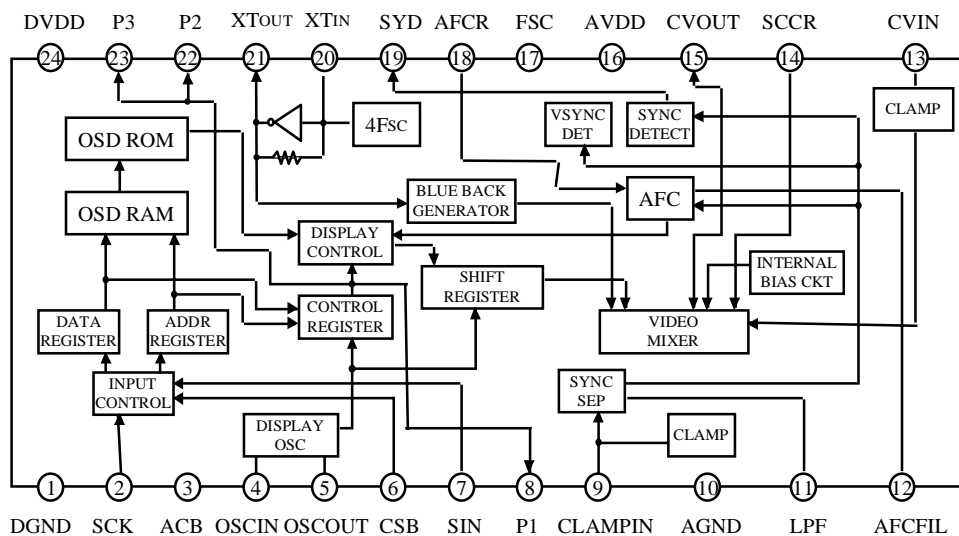 DVDD P3 P2 XTOUT XTIN SYD AFCR FSC AVDD CVOUT SCCR CVIN
24 23 22 21 20 19 18 17 16 15 14 13
CLAMP
4FSC
VSYNC
DET
SYNC
DETECT
OSD ROM
OSD RAM
BLUE BACK
GENERATOR
AFC
DISPLAY
CONTROL
SHIFT
REGISTER
INTERNAL
BIAS CKT
DATA
REGISTER
ADDR
REGISTER
CONTROL
REGISTER
VIDEO
MIXER
INPUT
CONTROL
SYNC
SEP
DISPLAY
OSC
CLAMP
1 2 3 4 5 6 7 8 9 10 11 12
DGND SCK ACB OSCIN OSCOUT CSB SIN P1 CLAMPIN AGND LPF AFCFIL